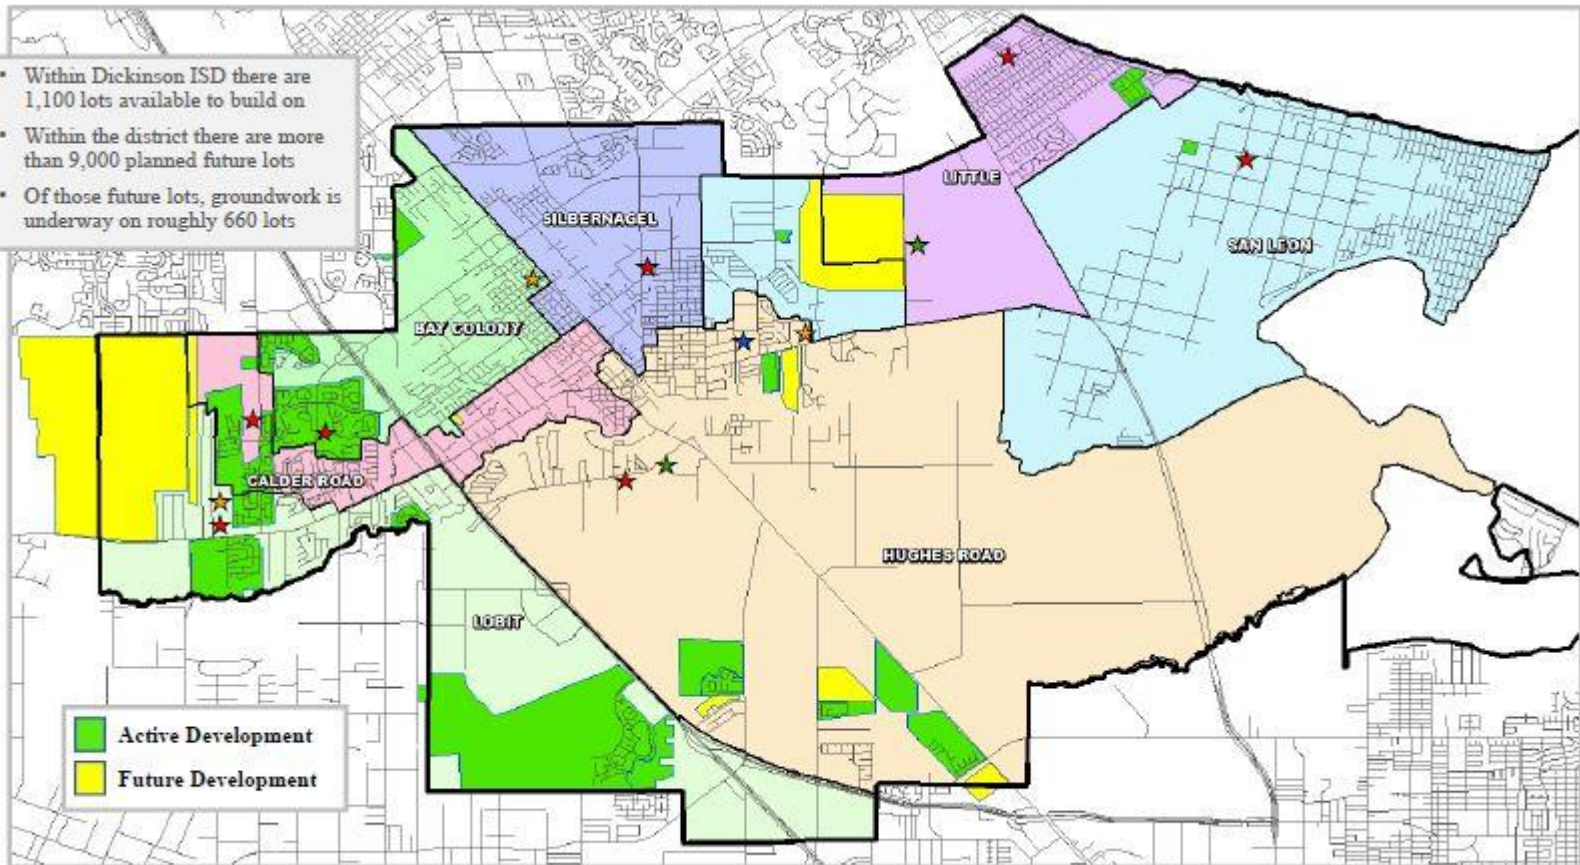 • Within Dickinson ISD there are
1,100 lots available to build on
• Within the district there are more
than 9,000 planned future lots
• Of those future lots, groundwork is
underway on roughly 660 lots
LITTLE
SILBERNAGEL
SAN LEON
BAY COLONY
CALDER ROAD
HUGHES ROAD
LOBIT
Active Development
Future Development